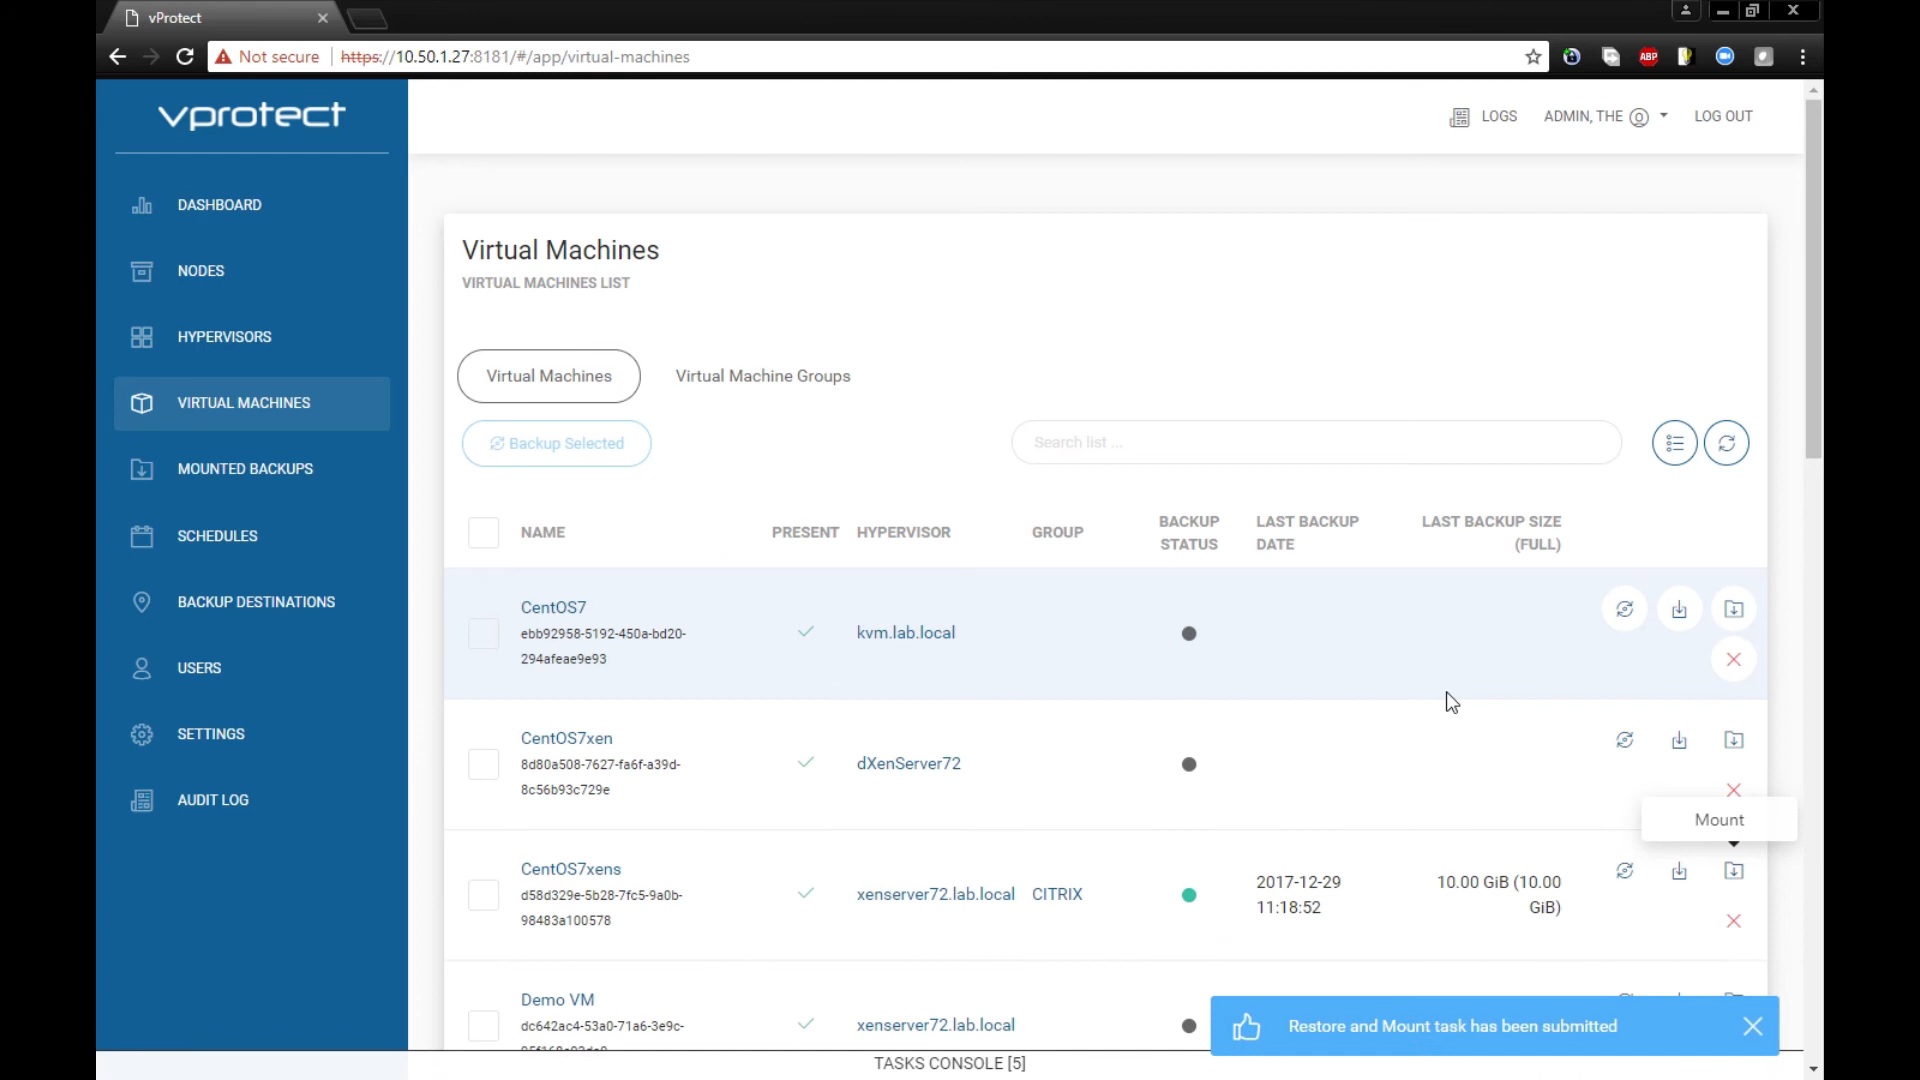 vProtect
Not secure
https://10.50.1.27:8181/#/app/virtual-machines
ABP
vprotect
LOGS
ADMIN, THE
LOG OUT
DASHBOARD
NODES
HYPERVISORS
VIRTUAL MACHINES
MOUNTED BACKUPS
SCHEDULES
BACKUP DESTINATIONS
USERS
SETTINGS
AUDIT LOG
Virtual Machines
VIRTUAL MACHINES LIST
Virtual Machines
Virtual Machine Groups
Backup Selected
Search list ...
NAME
PRESENT
HYPERVISOR
GROUP
BACKUP
STATUS
LAST BACKUP
DATE
LAST BACKUP SIZE
(FULL)
CentOS7
ebb92958-5192-450a-bd20-
294afeae9e93
kvm.lab.local
CentOS7xen
8d80a508-7627-fa6f-a39d-
8c56b93c729e
dXenServer72
Mount
CentOS7xens
d58d329e-5b28-7fc5-9a0b-
98483a100578
xenserver72.lab.local
CITRIX
2017-12-29
11:18:52
10.00 GiB (10.00
GiB)
Demo VM
dc642ac4-53a0-71a6-3e9c-
xenserver72.lab.local
Restore and Mount task has been submitted
TASKS CONSOLE [5]